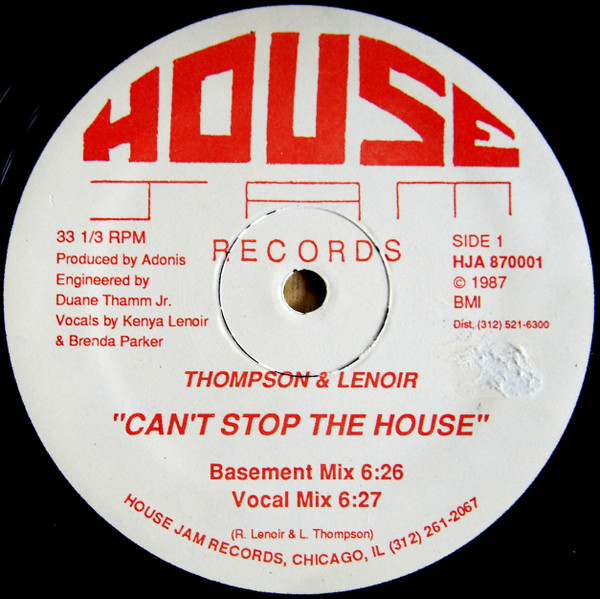 HOUSE
JAM
RECORDS
33 1/3 RPM
Produced by Adonis
Engineered by
Duane Thamm Jr.
Vocals by Kenya Lenoir
& Brenda Parker
SIDE 1
HJA 870001
© 1987
BMI
Dist. (312) 521-6300
THOMPSON & LENOIR
"CAN'T STOP THE HOUSE"
Basement Mix 6:26
Vocal Mix 6:27
(R. Lenoir & L. Thompson)
HOUSE JAM RECORDS, CHICAGO, IL (312) 261-2067